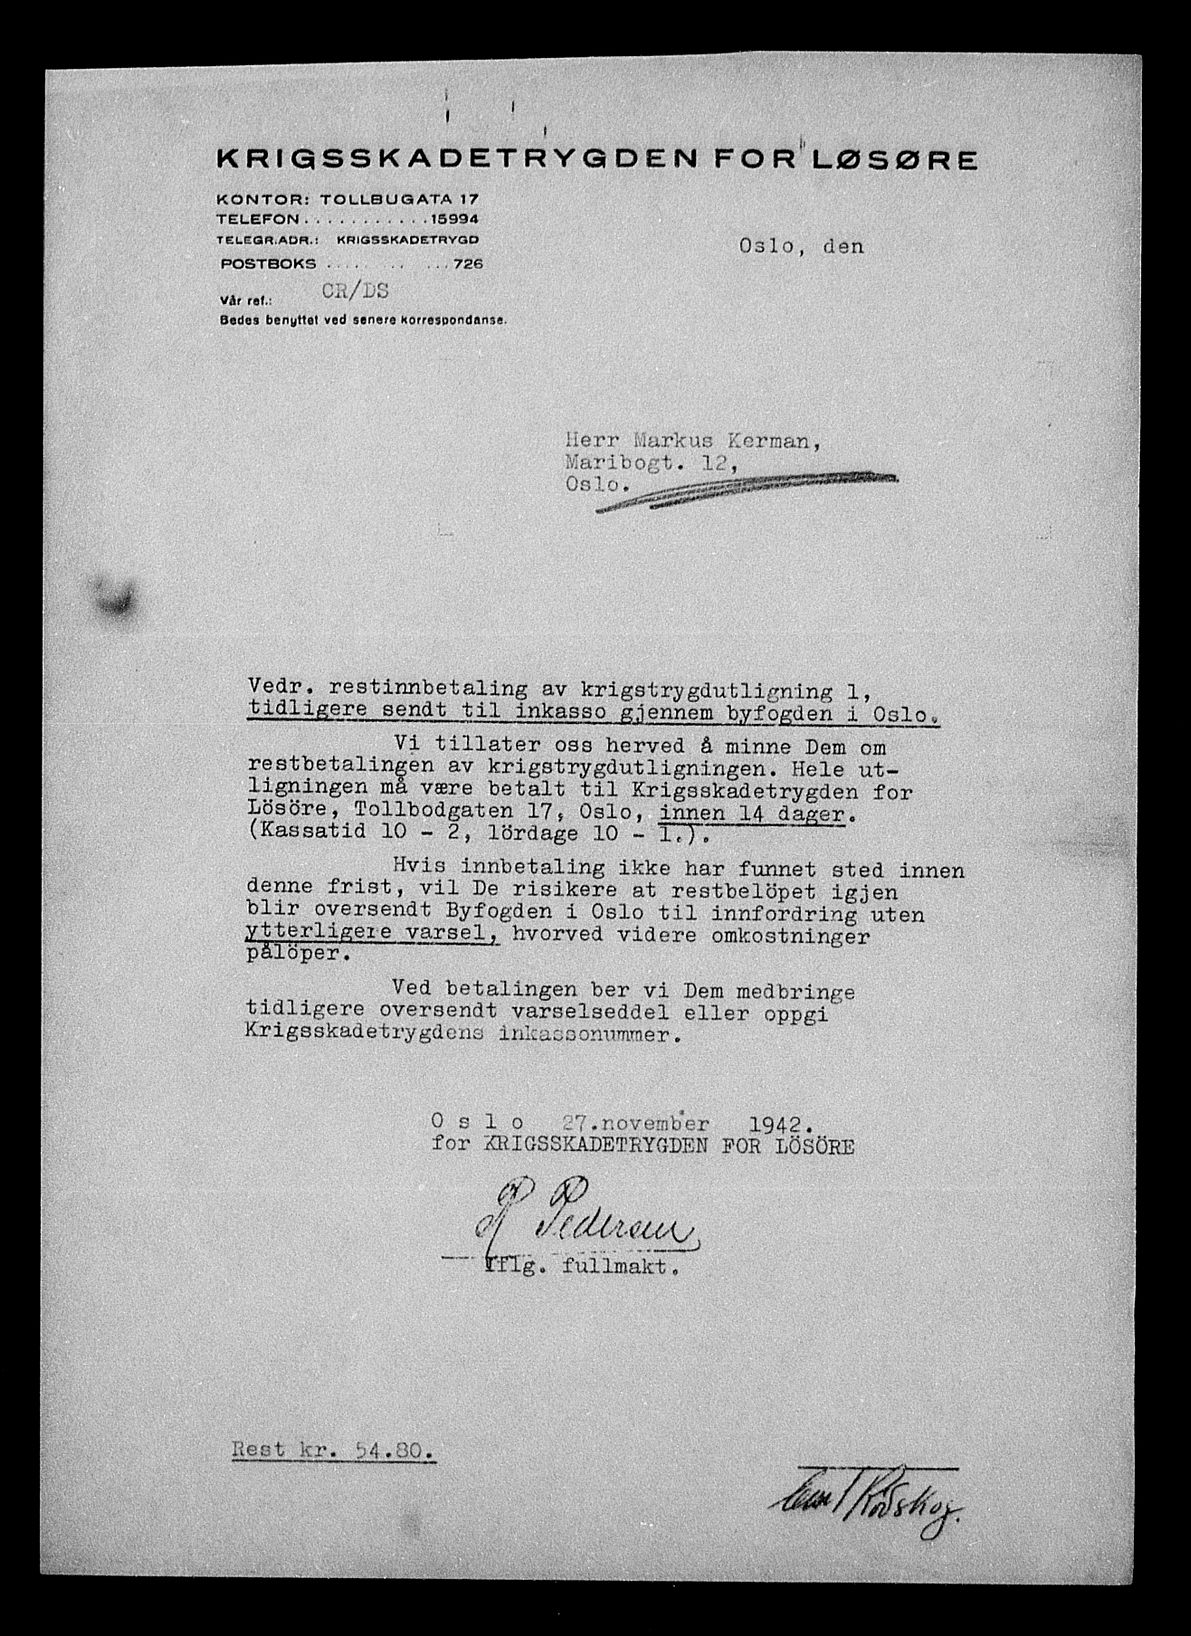 KRIGSSKADETRYGDEN FOR LØSØRE
KONTOR: TOLLBUGATA 17
TELEFON . . . . . . . . . . . 15994
TELEGR.ADR.: KRIGSSKADETRYGD
POSTBOKS . . . . . . . . . . 726
Oslo, den
Vår ref.: CR/DS
Bedes benyttet ved senere korrespondanse.
Herr Markus Kerman,
Maribogt. 12,
Oslo.
Vedr. restinnbetaling av krigstrygdutligning 1,
tidligere sendt til inkasso gjennem byfogden i Oslo.
Vi tillater oss herved å minne Dem om
restbetalingen av krigstrygdutligningen. Hele ut-
ligningen må være betalt til Krigsskadetrygden for
Lösöre, Tollbodgaten 17, Oslo, innen 14 dager.
(Kassatid 10 - 2, lördage 10 - 1.).
Hvis innbetaling ikke har funnet sted innen
denne frist, vil De risikere at restbelöpet igjen
blir oversendt Byfogden i Oslo til innfordring uten
ytterligere varsel, hvorved videre omkostninger
pålöper.
Ved betalingen ber vi Dem medbringe
tidligere oversendt varselseddel eller oppgi
Krigsskadetrygdens inkassonummer.
O s l o 27.november 1942.
for KRIGSSKADETRYGDEN FOR LÖSÖRE
R Pedersen
iflg. fullmakt.
Rest kr. 54.80.
Rödskog.